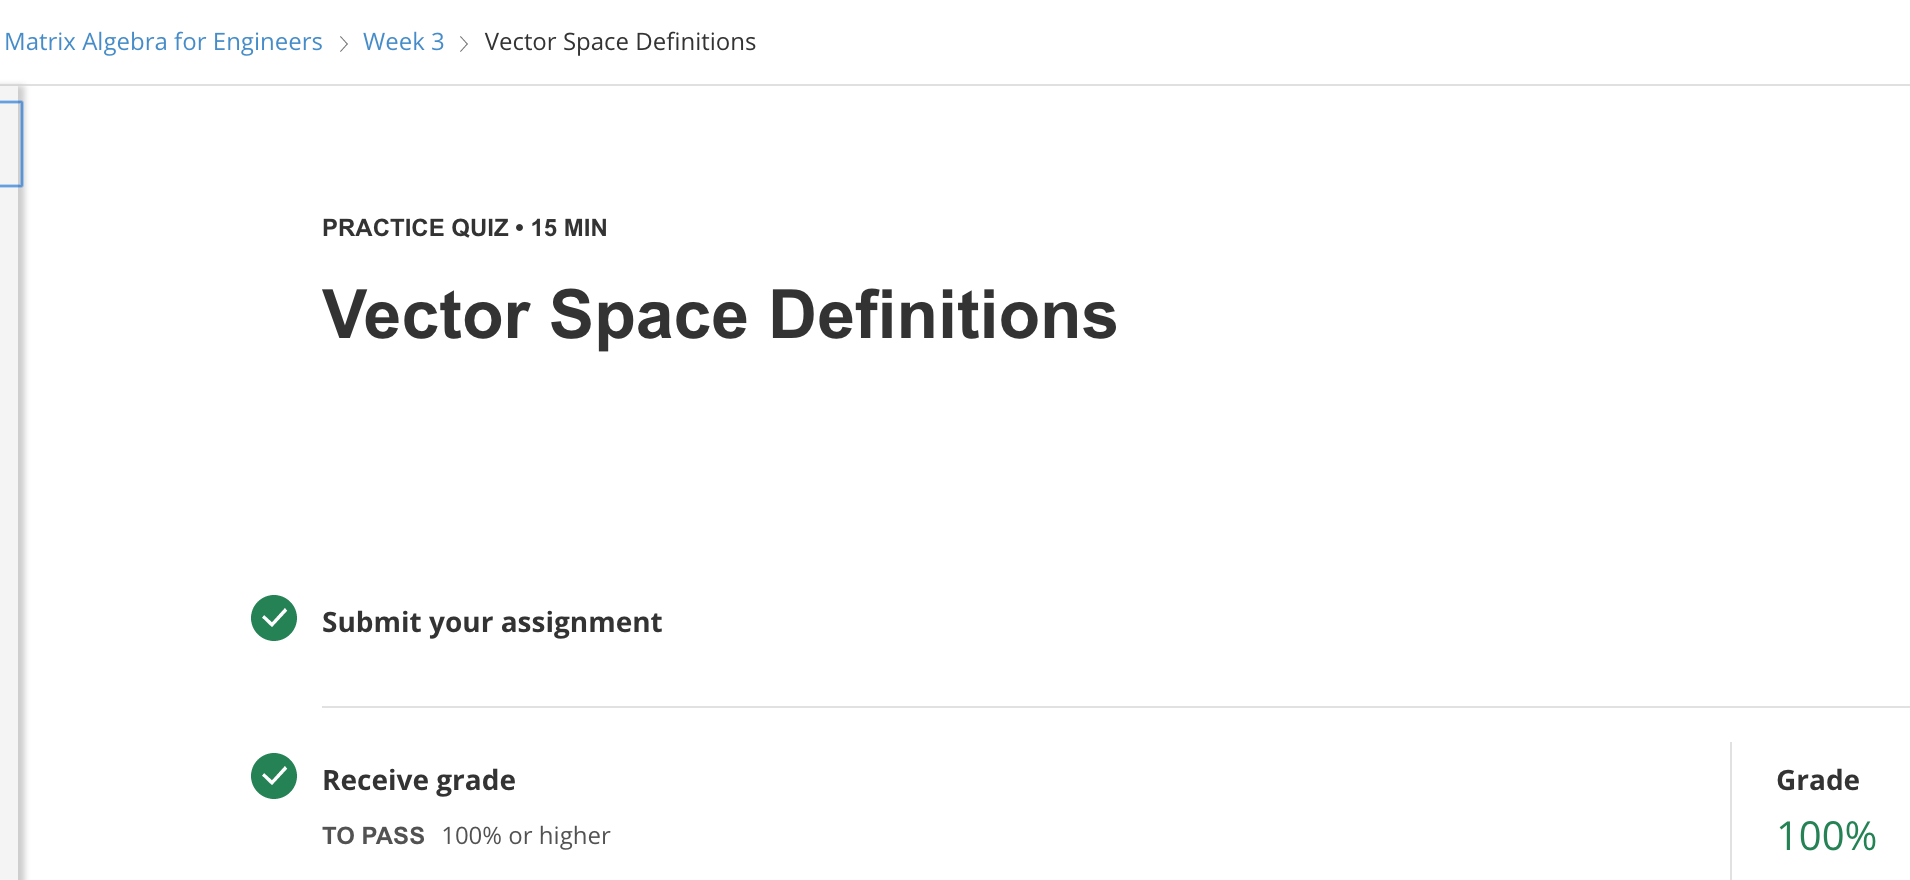 Matrix Algebra for Engineers > Week 3 > Vector Space Definitions
PRACTICE QUIZ • 15 MIN
Vector Space Definitions
Submit your assignment
Receive grade
TO PASS 100% or higher
Grade
100%